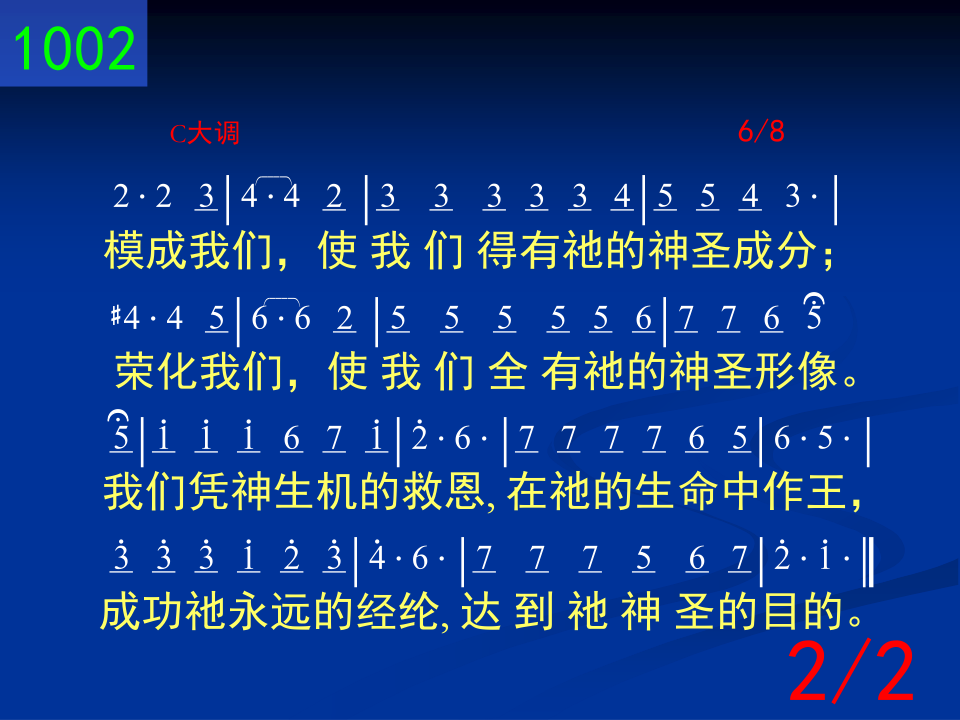 1002
C大调 6/8
2 · 2 3 | 4 · 4 2 | 3 3 3 3 3 4 | 5 5 4 3 · |
模成我们，使 我 们 得有祂的神圣成分；
♯4 · 4 5 | 6 · 6 2 | 5 5 5 5 5 6 | 7 7 6 5
荣化我们，使 我 们 全 有祂的神圣形像。
5 | i i i 6 7 i | 2̇ · 6 · | 7 7 7 7 6 5 | 6 · 5 · |
我们凭神生机的救恩, 在祂的生命中作王，
3̇ 3̇ 3̇ i 2̇ 3̇ | 4̇ · 6 · | 7 7 7 5 6 7 | 2̇ · i · ‖
成功祂永远的经纶, 达 到 祂 神 圣的目的。
2/2